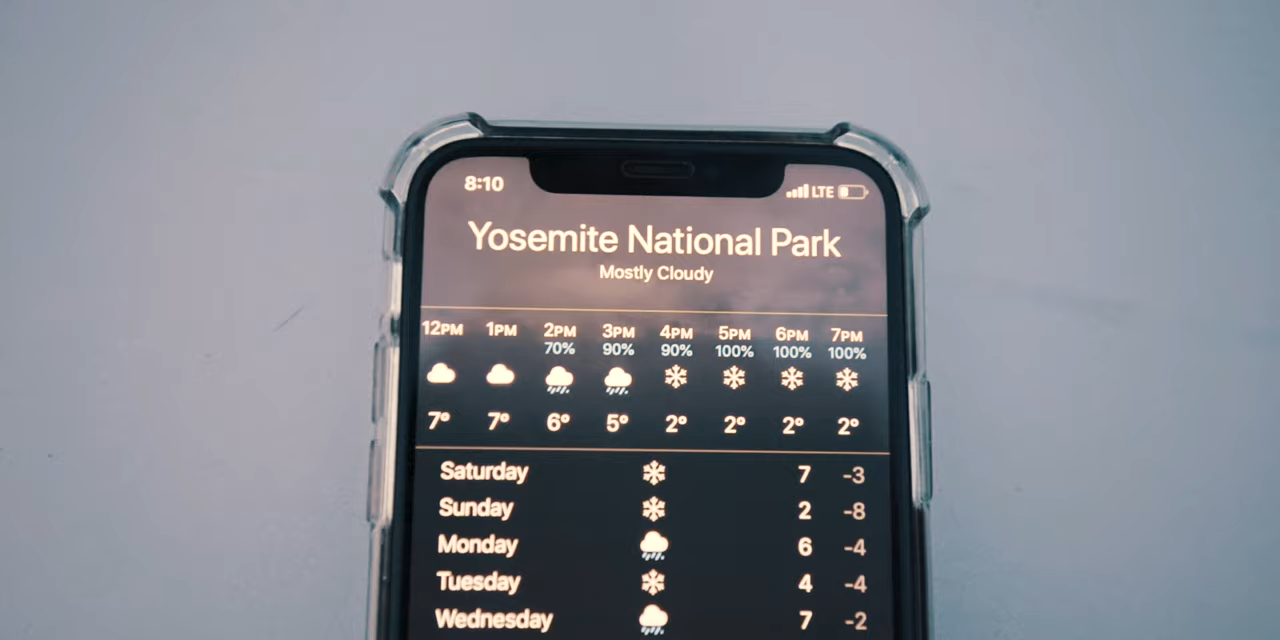 8:10 LTE
Yosemite National Park
Mostly Cloudy
12PM 1PM 2PM 3PM 4PM 5PM 6PM 7PM
70% 90% 90% 100% 100% 100%
7° 7° 6° 5° 2° 2° 2° 2°
Saturday 7 -3
Sunday 2 -8
Monday 6 -4
Tuesday 4 -4
Wednesday 7 -2